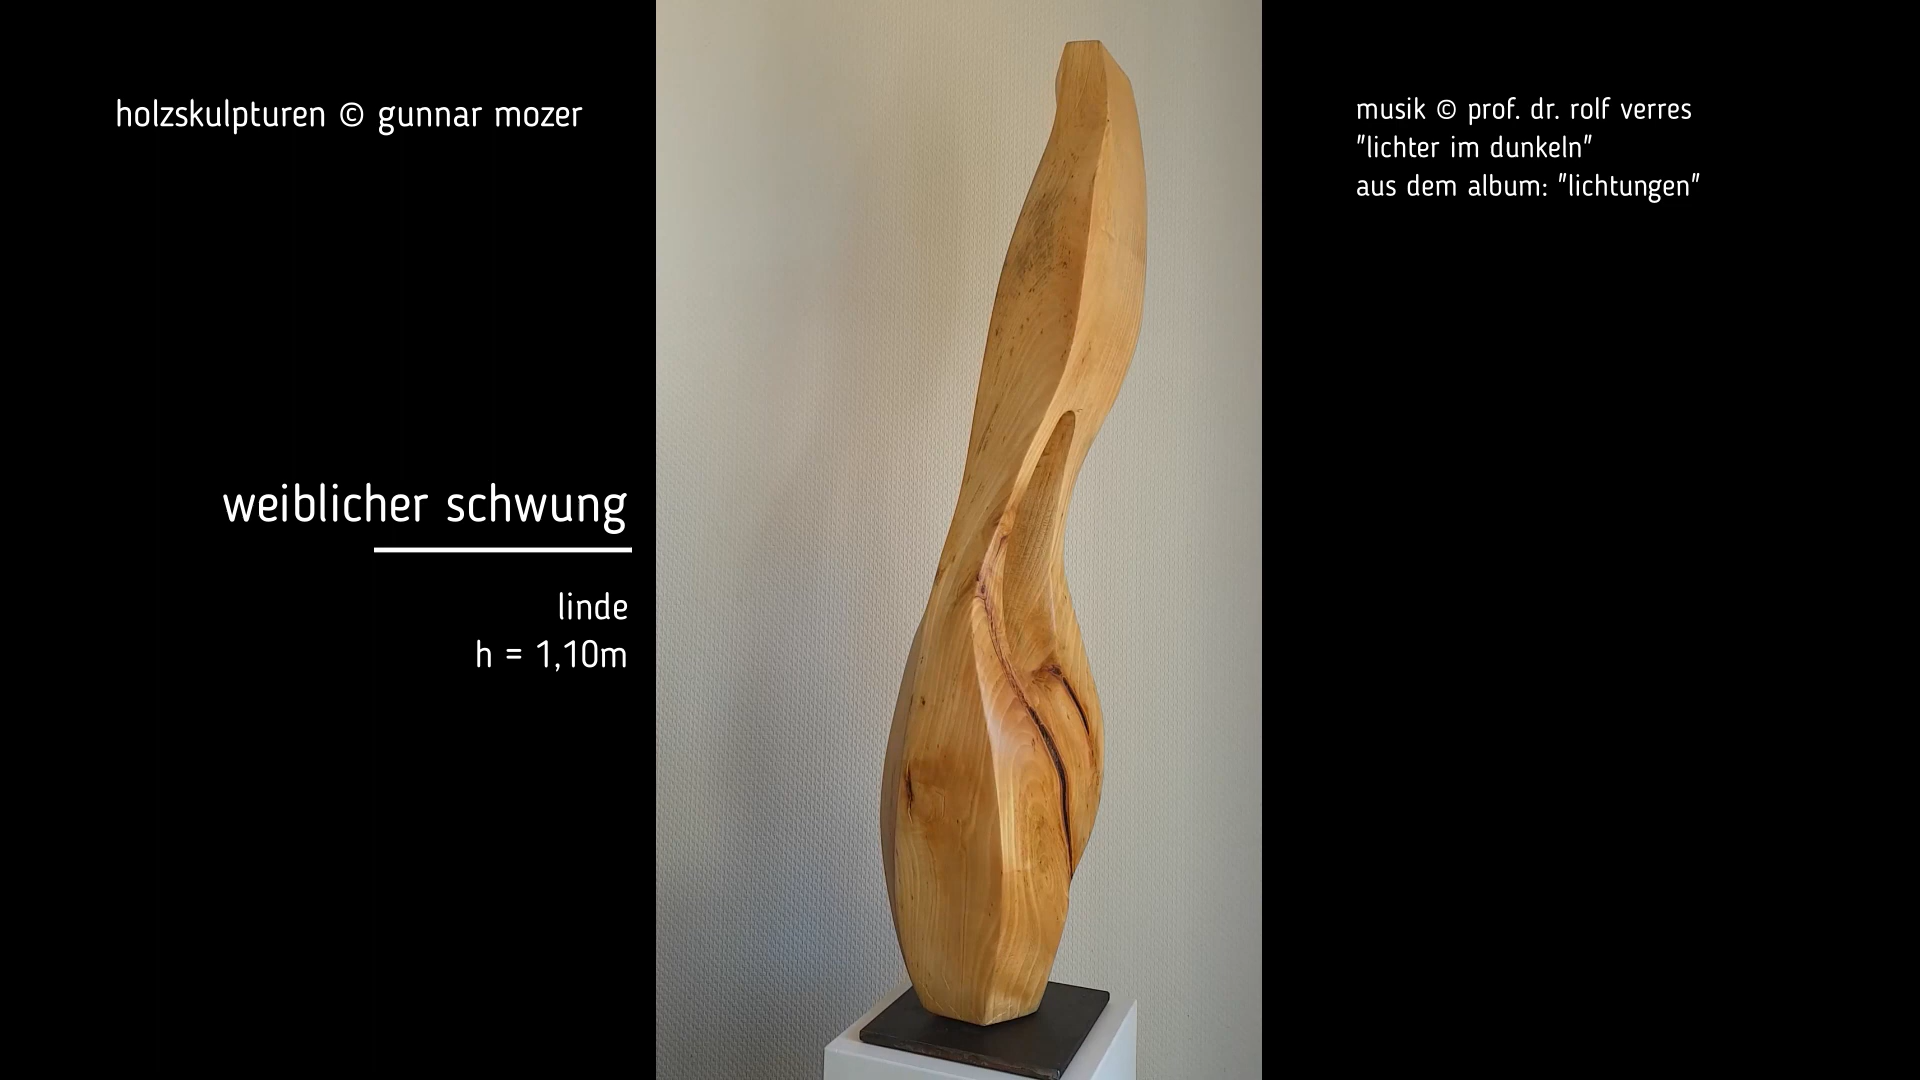 holzskulpturen © gunnar mozer
weiblicher schwung
linde
h = 1,10m
musik © prof. dr. rolf verres
"lichter im dunkeln"
aus dem album: "lichtungen"